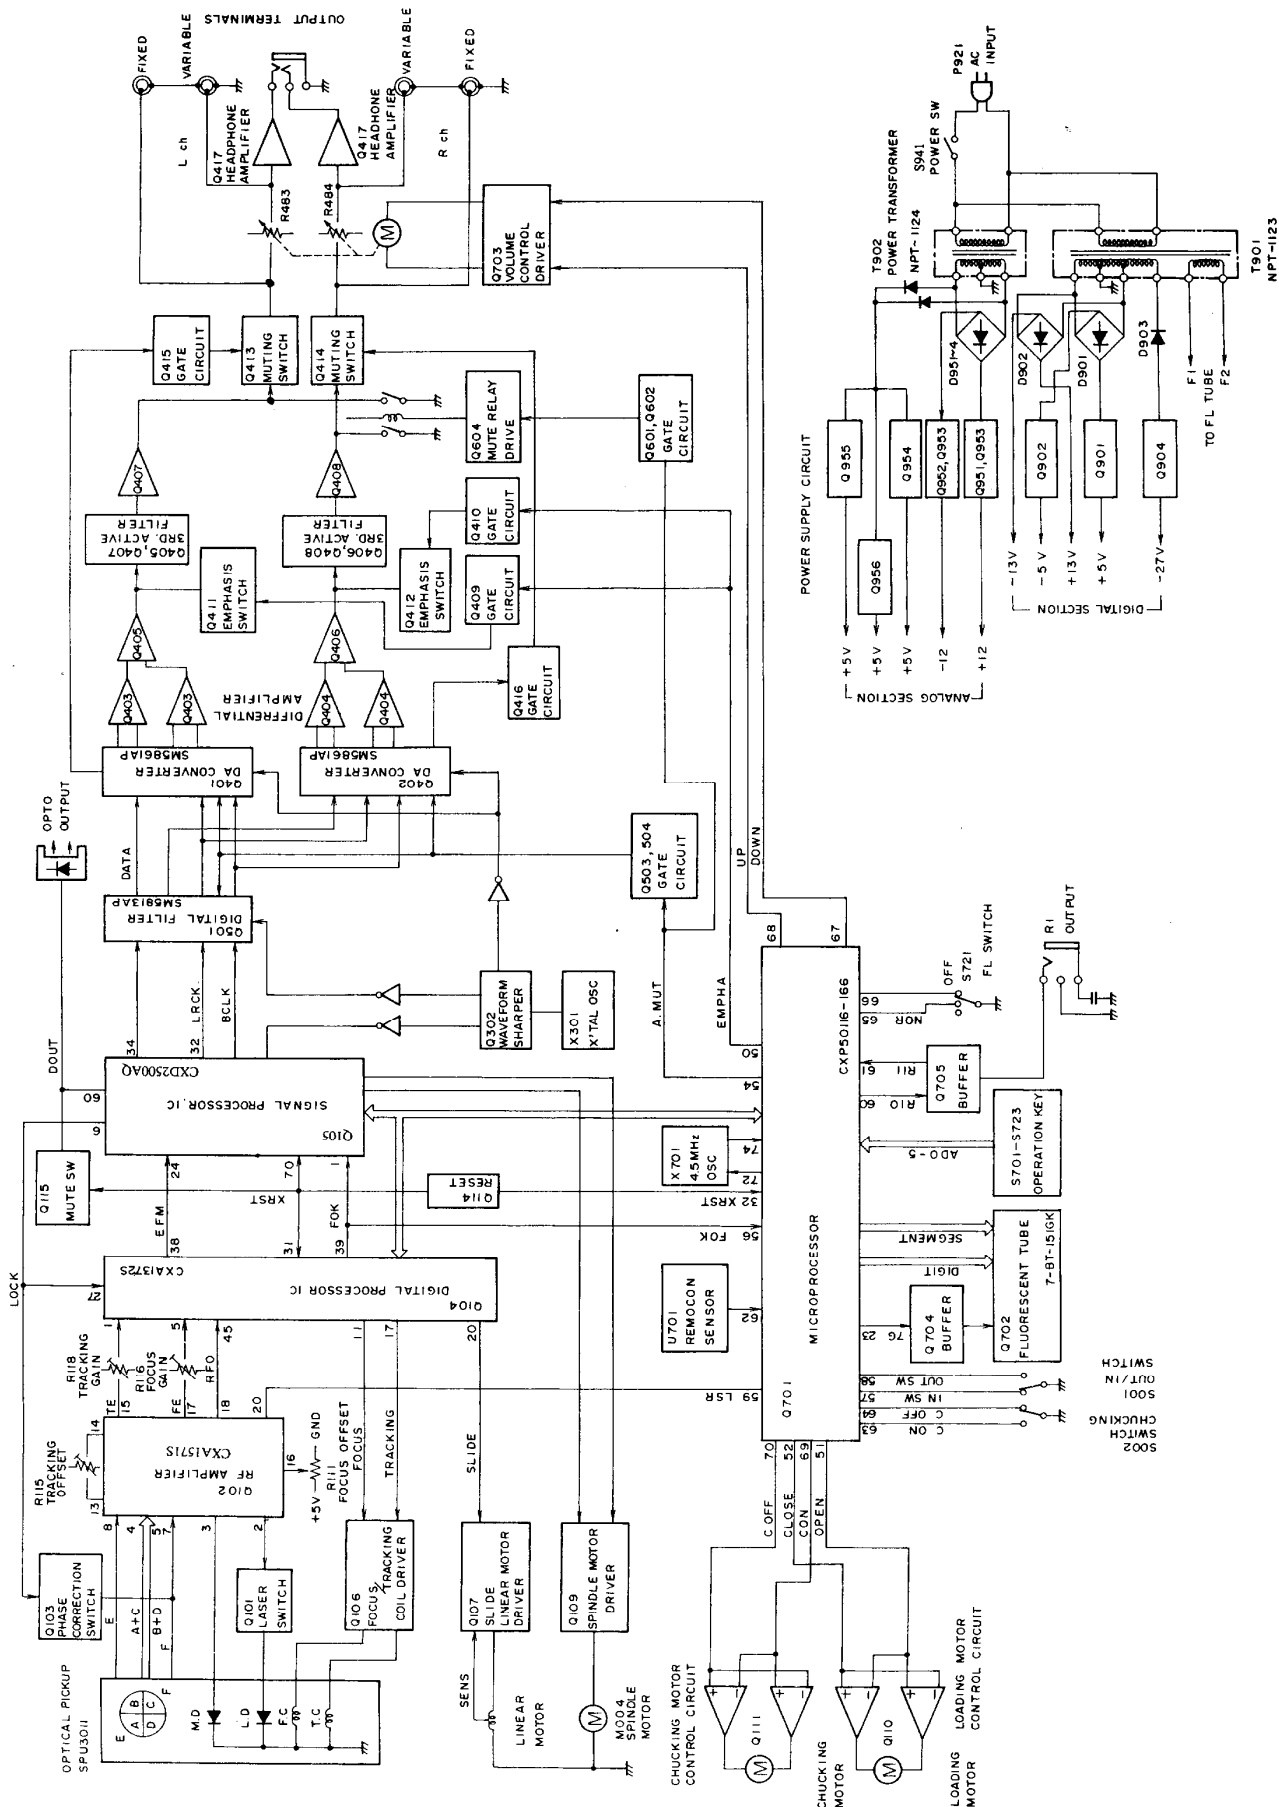 OUTPUT TERMINALS
FIXED
VARIABLE
L ch
Q417
HEADPHONE
AMPLIFIER
R483
R484
Q417
HEADHONE
AMPLIFIER
VARIABLE
FIXED
R ch
M
Q703
VOLUME
CONTROL
DRIVER
Q415
GATE
CIRCUIT
Q413
MUTING
SWITCH
Q414
MUTING
SWITCH
Q604
MUTE RELAY
DRIVE
Q601,Q602
GATE
CIRCUIT
Q407
Q408
Q405,Q407
3RD. ACTIVE
FILTER
Q406,Q408
3RD. ACTIVE
FILTER
Q410
GATE
CIRCUIT
Q409
GATE
CIRCUIT
Q411
EMPHASIS
SWITCH
Q412
EMPHASIS
SWITCH
Q405
Q406
Q403
Q403
Q404
Q404
DIFFERENTIAL
AMPLIFIER
Q416
GATE
CIRCUIT
Q401
DA CONVERTER
SM5861AP
Q402
DA CONVERTER
SM5861AP
OPTO
OUTPUT
DATA
Q501
DIGITAL FILTER
SM5813AP
Q503, 504
GATE
CIRCUIT
UP
DOWN
DOUT
34
32
LRCK
BCLK
Q302
WAVEFORM
SHARPER
X301
X'TAL OSC
A.MUT
EMPHA
Q105
SIGNAL PROCESSOR. IC
CXD2500AQ
60
6
24
70
1
Q115
MUTE SW
EFM
XRST
FOK
Q114
RESET
X701
4.5MHz
OSC
LOCK
27
38
31
39
Q104
DIGITAL PROCESSOR IC
CXA1372S
1
5
45
11
17
20
R118
TRACKING
GAIN
R116
FOCUS
GAIN
RFO
TE
15
FE
17
18
20
R115
TRACKING
OFFSET
14
13
Q102
RF AMPLIFIER
CXA1571S
16
+5V
GND
R111
FOCUS OFFSET
FOCUS
TRACKING
SLIDE
8
4
5
7
3
2
Q103
PHASE
CORRECTION
SWITCH
E
A+C
B+D
F
Q101
LASER
SWITCH
Q106
FOCUS/
TRACKING
COIL DRIVER
Q107
SLIDE
LINEAR MOTOR
DRIVER
Q109
SPINDLE MOTOR
DRIVER
OPTICAL PICKUP
SPU3011
E
A
B
C
D
F
M.D
L.D
F.C
T.C
SENS
LINEAR
MOTOR
M
M004
SPINDLE
MOTOR
U701
REMOCON
SENSOR
62
56
FOK
32 XRST
72
74
54
50
68
67
59 LSR
Q701
MICROPROCESSOR
CXP50116-166
70
52
69
51
C OFF
CLOSE
CON
OPEN
63
64
57
58
C ON
C OFF
IN SW
OUT SW
S002
CHUCKING
SWITCH
S001
OUT/IN
SWITCH
23
7G
Q704
BUFFER
Q702
FLUORESCENT TUBE
7-BT-151GK
DIGIT
SEGMENT
AD0-5
S701-S723
OPERATION KEY
60
61
R10
R11
Q705
BUFFER
65
66
NOR
OFF
S721
FL SWITCH
R1
OUTPUT
CHUCKING MOTOR
CONTROL CIRCUIT
Q111
M
CHUCKING
MOTOR
Q110
M
LOADING
MOTOR
LOADING MOTOR
CONTROL CIRCUIT
POWER SUPPLY CIRCUIT
P921
AC
INPUT
S941
POWER SW
T902
POWER TRANSFORMER
NPT-1124
T901
NPT-1123
D951~4
D902
D901
D903
F1
F2
TO FL TUBE
Q955
Q954
Q952,Q953
Q951,Q953
Q956
Q902
Q901
Q904
+5V
+5V
+5V
-12
+12
ANALOG SECTION
-13V
-5V
+13V
+5V
-27V
DIGITAL SECTION